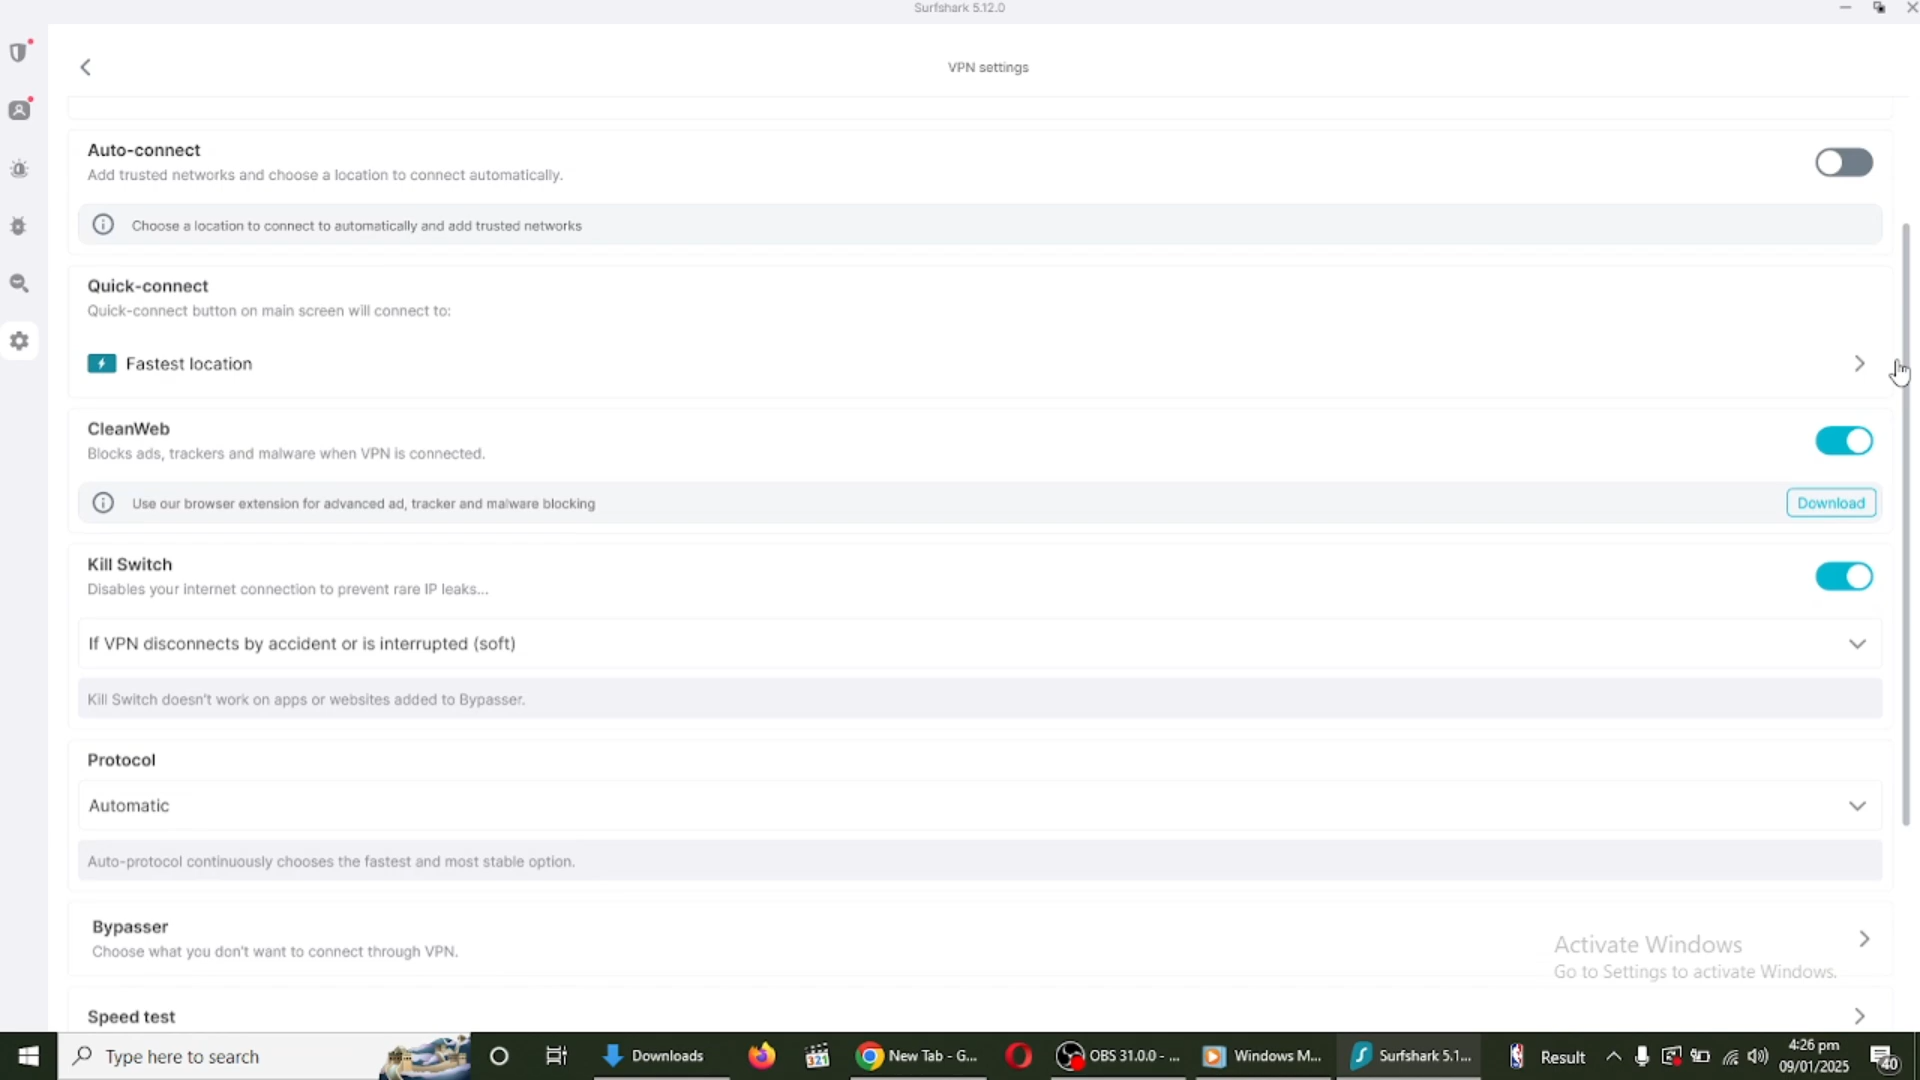 Surfshark 5.12.0
VPN settings
Auto-connect
Add trusted networks and choose a location to connect automatically.
Choose a location to connect to automatically and add trusted networks
Quick-connect
Quick-connect button on main screen will connect to:
Fastest location
CleanWeb
Blocks ads, trackers and malware when VPN is connected.
Use our browser extension for advanced ad, tracker and malware blocking
Download
Kill Switch
Disables your internet connection to prevent rare IP leaks...
If VPN disconnects by accident or is interrupted (soft)
Kill Switch doesn't work on apps or websites added to Bypasser.
Protocol
Automatic
Auto-protocol continuously chooses the fastest and most stable option.
Bypasser
Choose what you don't want to connect through VPN.
Activate Windows
Go to Settings to activate Windows.
Speed test
Type here to search
Downloads
321
New Tab - G...
OBS 31.0.0 - ...
Windows M...
Surfshark 5.1...
Result
4:26 pm
09/01/2025
40